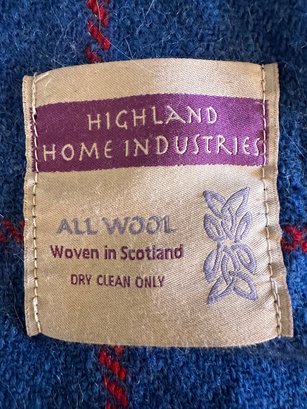 HIGHLAND
HOME INDUSTRIES
ALL WOOL
Woven in Scotland
DRY CLEAN ONLY